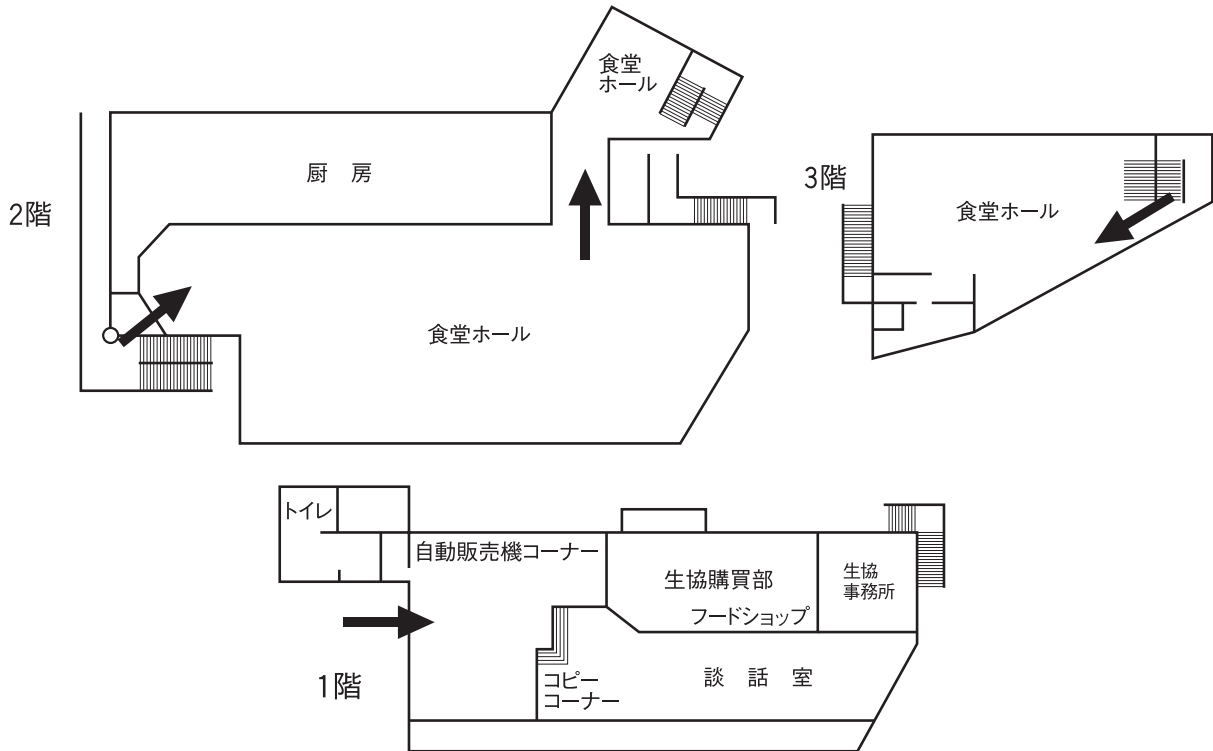 食堂
ホール
厨 房
2階
食堂ホール
3階
食堂ホール
トイレ
自動販売機コーナー
生協購買部
フードショップ
生協
事務所
1階
コピー
コーナー
談 話 室